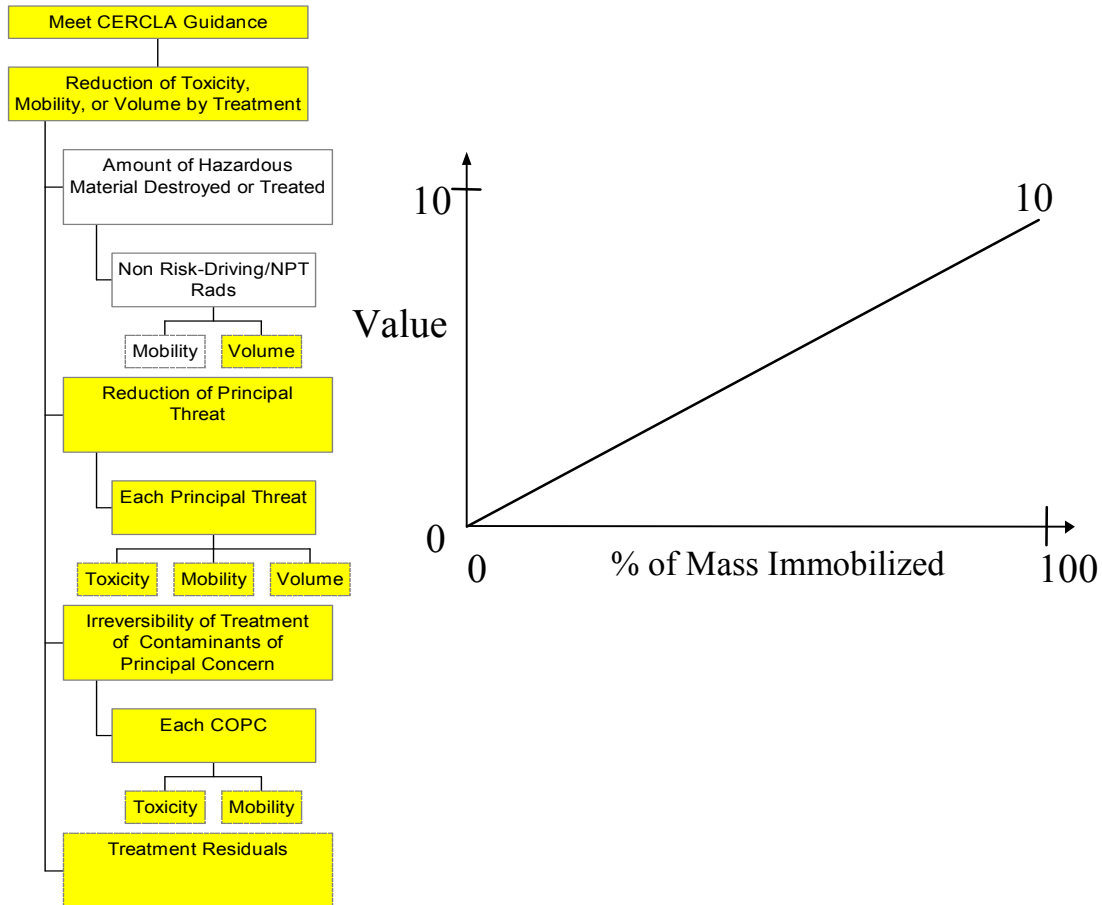 Meet CERCLA Guidance
Reduction of Toxicity,
Mobility, or Volume by Treatment
Amount of Hazardous
Material Destroyed or Treated
Non Risk-Driving/NPT
Rads
Mobility
Volume
Reduction of Principal
Threat
Each Principal Threat
Toxicity
Mobility
Volume
Irreversibility of Treatment
of Contaminants of
Principal Concern
Each COPC
Toxicity
Mobility
Treatment Residuals
10
10
Value
0
0
% of Mass Immobilized
100